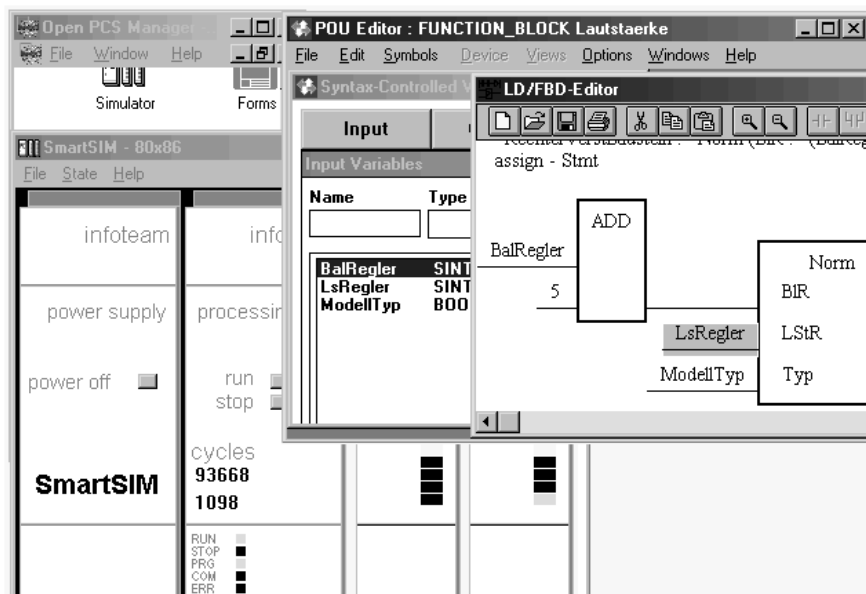 Open PCS Manager -
File Window Help
Simulator
Forms
SmartSIM - 80x86
File State Help
infoteam
power supply
power off
SmartSIM
processin
run
stop
cycles
93668
1098
RUN
STOP
PRG
COM
ERR
POU Editor : FUNCTION_BLOCK Lautstaerke
File Edit Symbols Device Views Options Windows Help
Syntax-Controlled
Input
Input Variables
Name Type
BalRegler SINT
LsRegler SINT
ModellTyp BOO
LD/FBD-Editor
assign - Stmt
ADD
BalRegler
5
Norm
BlR
LsRegler
LStR
ModellTyp
Typ